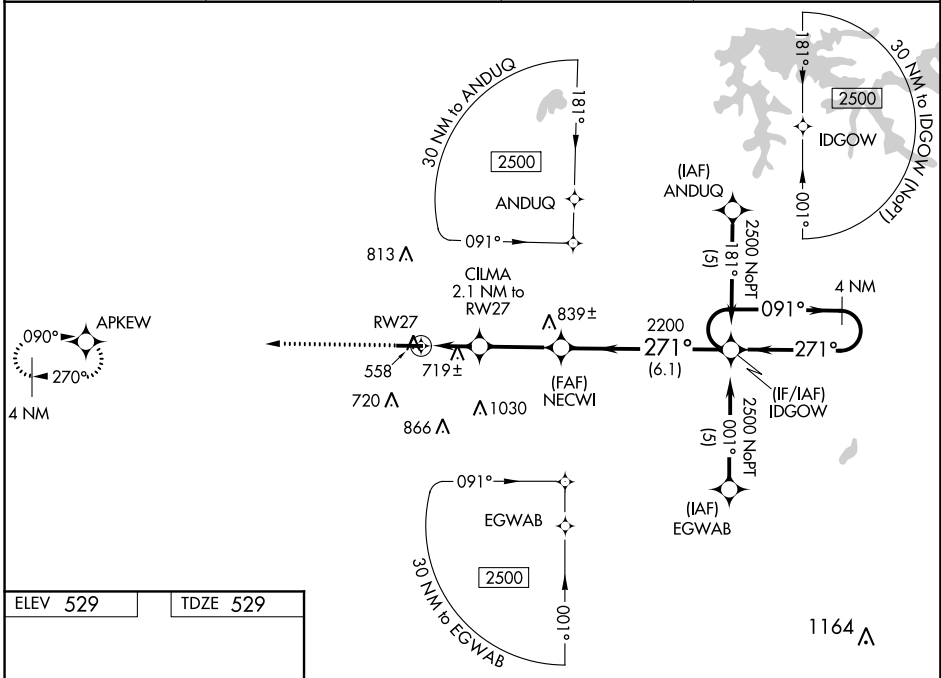 30 NM to ANDUQ
181°
2500
ANDUQ
091°
181°
30 NM to IDGOW (NoPT)
2500
IDGOW
001°
(IAF)
ANDUQ
2500 NoPT
181°
(5)
813
CILMA
2.1 NM to
RW27
4 NM
091°
APKEW
090°
270°
4 NM
RW27
839±
2200
271°
(6.1)
271°
558
719±
(FAF)
NECWI
(IF/IAF)
IDGOW
720
866
1030
2500 NoPT
001°
(5)
(IAF)
EGWAB
091°
EGWAB
2500
001°
30 NM to EGWAB
ELEV 529
TDZE 529
1164